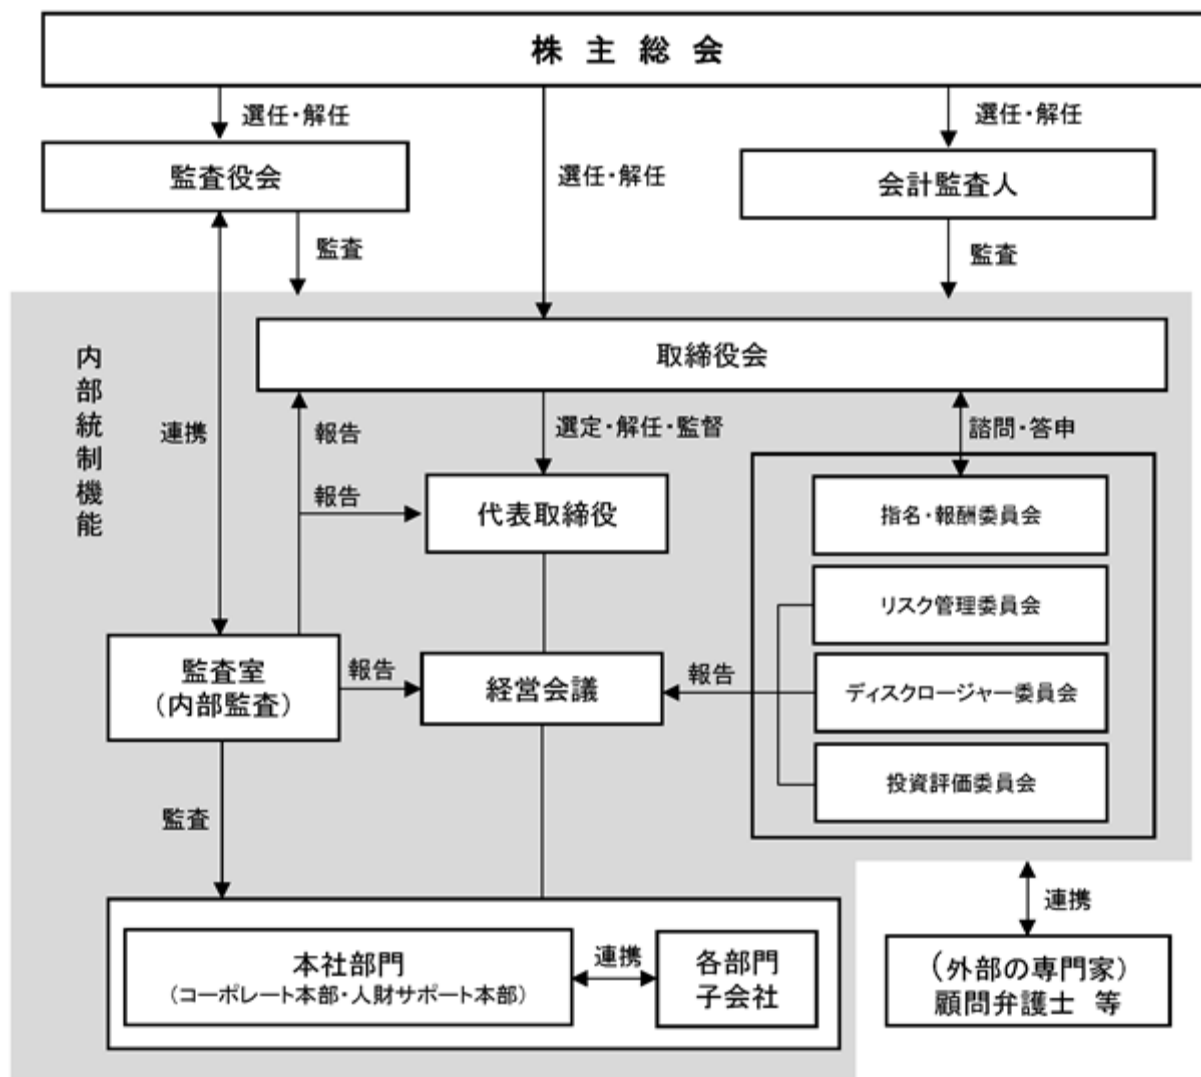 株主総会
選任・解任
選任・解任
選任・解任
監査役会
会計監査人
監査
監査
内部統制機能
取締役会
連携
報告
選定・解任・監督
諮問・答申
報告
代表取締役
指名・報酬委員会
リスク管理委員会
監査室
(内部監査)
報告
経営会議
報告
ディスクロージャー委員会
投資評価委員会
監査
連携
本社部門
(コーポレート本部・人財サポート本部)
連携
各部門
子会社
(外部の専門家)
顧問弁護士 等